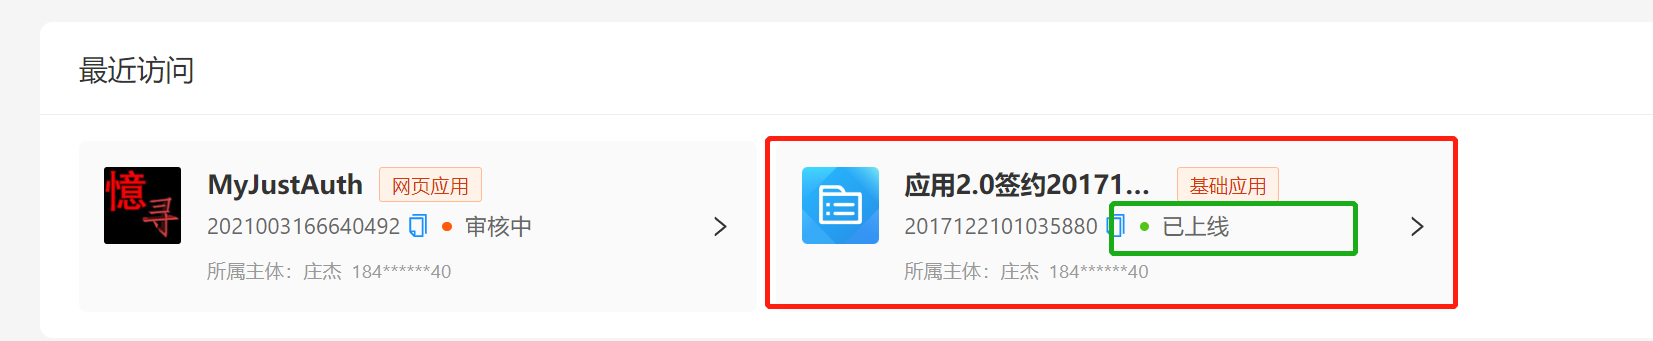 最近访问
憶
寻
MyJustAuth 网页应用
2021003166640492 审核中
所属主体：庄杰 184******40
应用2.0签约20171... 基础应用
2017122101035880 已上线
所属主体：庄杰 184******40